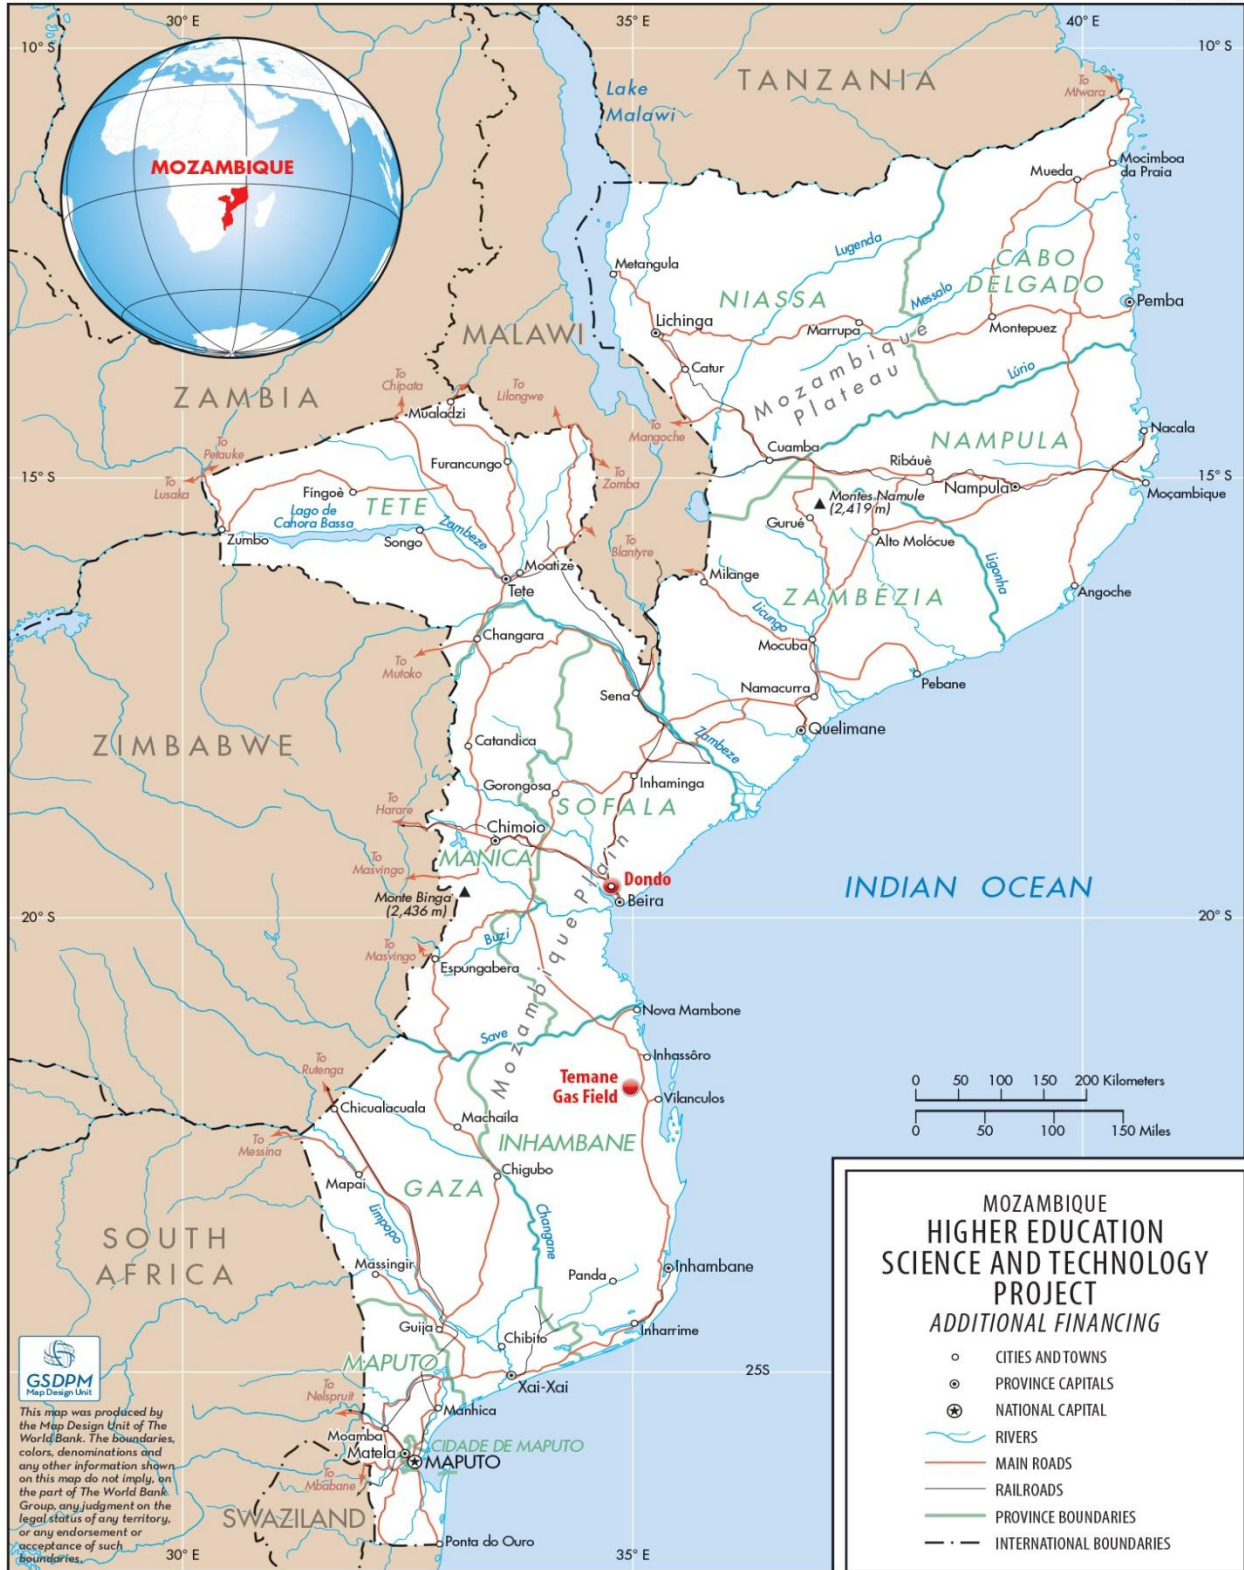 30° E
35° E
40° E
10° S
10° S
TANZANIA
To
Mtwara
Lake
Malawi
MOZAMBIQUE
Mueda
Mocimboa
da Praia
Lugenda
CABO
DELGADO
Metangula
NIASSA
Messalo
Pemba
Lichinga
Marrupa
Montepuez
MALAWI
Catur
Mozambique
Plateau
Lúrio
ZAMBIA
To
Chipata
To
Lilongwe
Mualadzi
To
Mangoche
NAMPULA
Nacala
To
Petauke
Furancungo
Cuamba
Ribáuè
15° S
To
Lusaka
To
Zomba
Nampula
15° S
Moçambique
Fingoè
TETE
Montes Namule
(2,419 m)
Lago de
Cahora Bassa
Zambeze
Gurué
Zumbo
Songo
To
Blantyre
Alto Molócue
Moatize
Milange
Ligonha
Tete
ZAMBÉZIA
Angoche
Licungo
Changara
Mocuba
To
Mutoko
Pebane
Sena
Namacurra
Quelimane
ZIMBABWE
Catandica
Zambeze
Gorongosa
Inhaminga
SOFALA
To
Harare
Chimoio
MANICA
To
Masvingo
Dondo
Monte Binga
(2,436 m)
Beira
INDIAN OCEAN
20° S
20° S
To
Masvingo
Buzi
Espungabera
Mozambique Plain
Nova Mambone
Save
Inhassôro
To
Rutenga
Temane
Gas Field
Vilanculos
Chicualacuala
Machaíla
0 50 100 150 200 Kilometers
0 50 100 150 Miles
To
Messina
INHAMBANE
Chigubo
Mapai
GAZA
Limpopo
Changane
SOUTH
AFRICA
Massingir
Panda
Inhambane
Guija
Chibito
Inharrime
MAPUTO
25S
Xai-Xai
To
Nelspruit
Manhica
Moamba
CIDADE DE MAPUTO
Matela
MAPUTO
To
Mbabane
SWAZILAND
Ponta do Ouro
30° E
35° E
GSDPM
Map Design Unit
This map was produced by
the Map Design Unit of The
World Bank. The boundaries,
colors, denominations and
any other information shown
on this map do not imply, on
the part of The World Bank
Group, any judgment on the
legal status of any territory,
or any endorsement or
acceptance of such
boundaries.
MOZAMBIQUE
HIGHER EDUCATION
SCIENCE AND TECHNOLOGY
PROJECT
ADDITIONAL FINANCING
CITIES AND TOWNS
PROVINCE CAPITALS
NATIONAL CAPITAL
RIVERS
MAIN ROADS
RAILROADS
PROVINCE BOUNDARIES
INTERNATIONAL BOUNDARIES